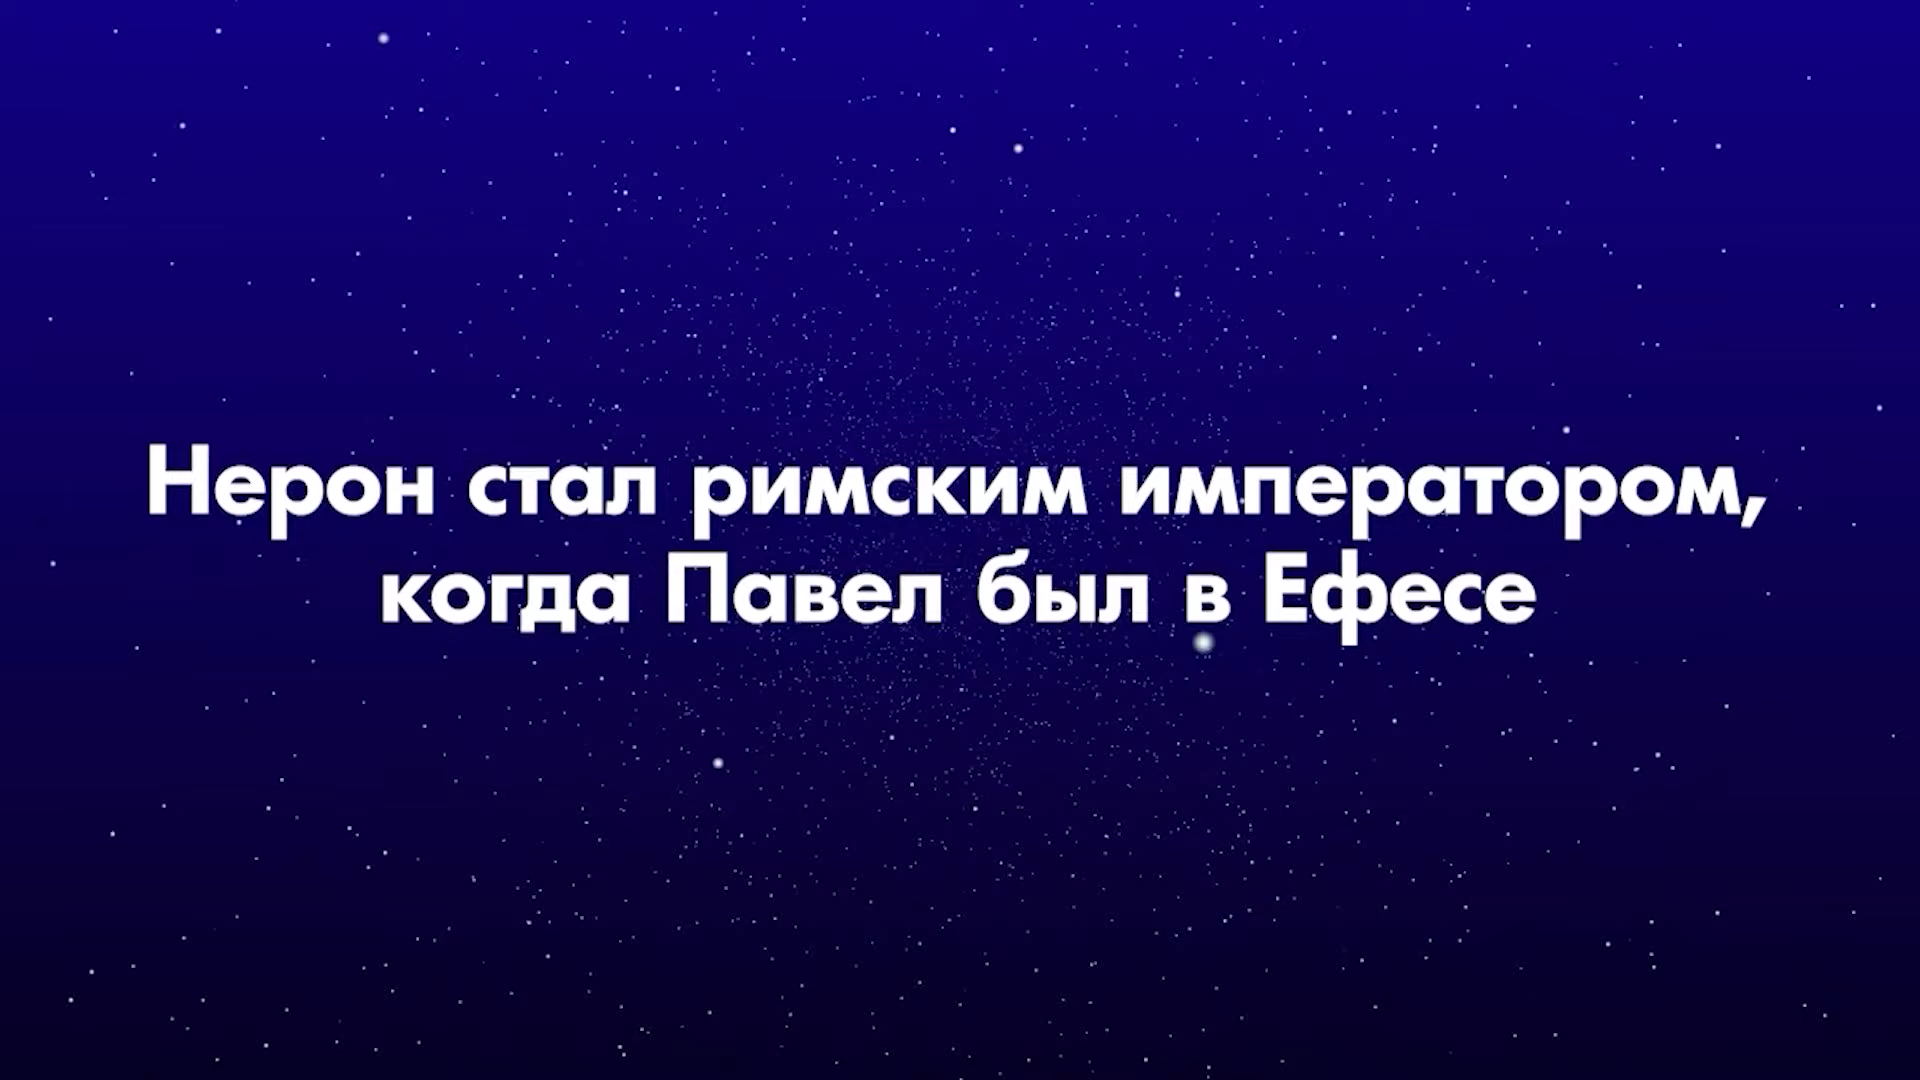 Нерон стал римским императором,
когда Павел был в Ефесе